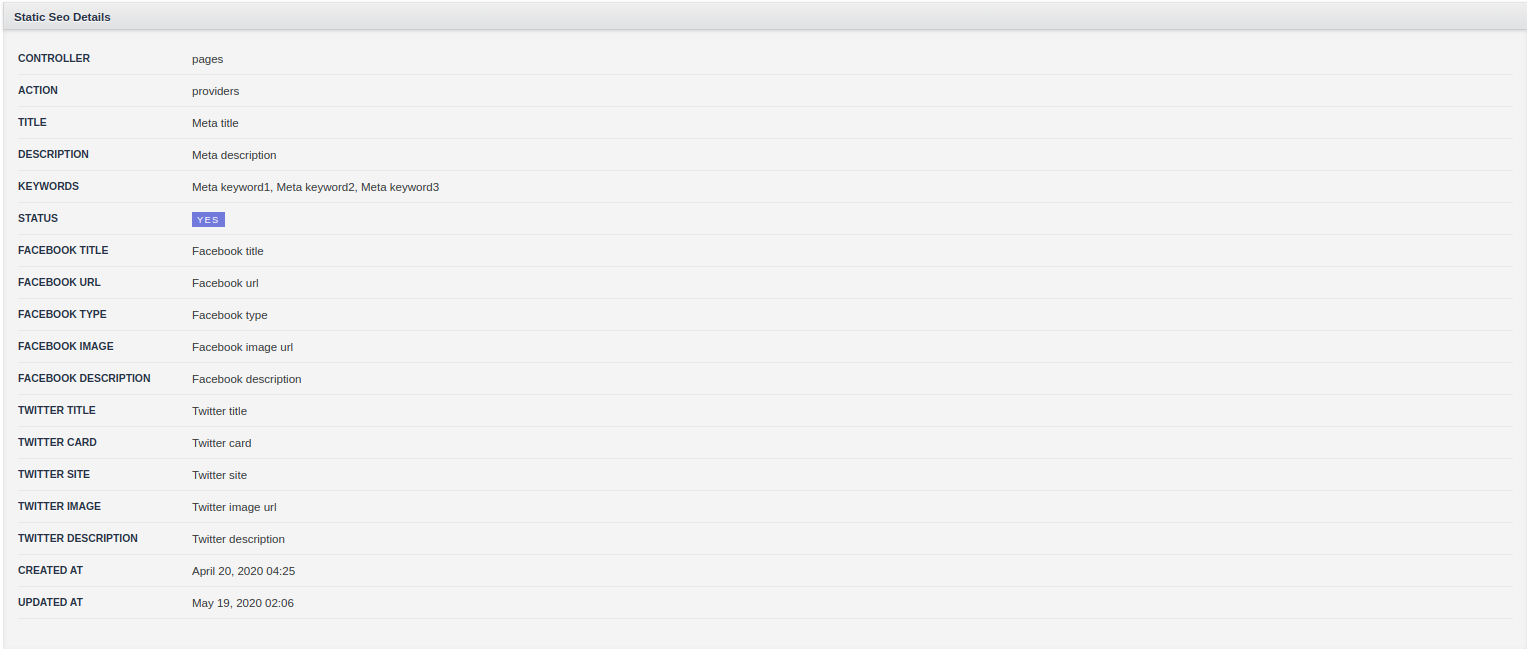 Static Seo Details
CONTROLLER pages
ACTION providers
TITLE Meta title
DESCRIPTION Meta description
KEYWORDS Meta keyword1, Meta keyword2, Meta keyword3
STATUS YES
FACEBOOK TITLE Facebook title
FACEBOOK URL Facebook url
FACEBOOK TYPE Facebook type
FACEBOOK IMAGE Facebook image url
FACEBOOK DESCRIPTION Facebook description
TWITTER TITLE Twitter title
TWITTER CARD Twitter card
TWITTER SITE Twitter site
TWITTER IMAGE Twitter image url
TWITTER DESCRIPTION Twitter description
CREATED AT April 20, 2020 04:25
UPDATED AT May 19, 2020 02:06